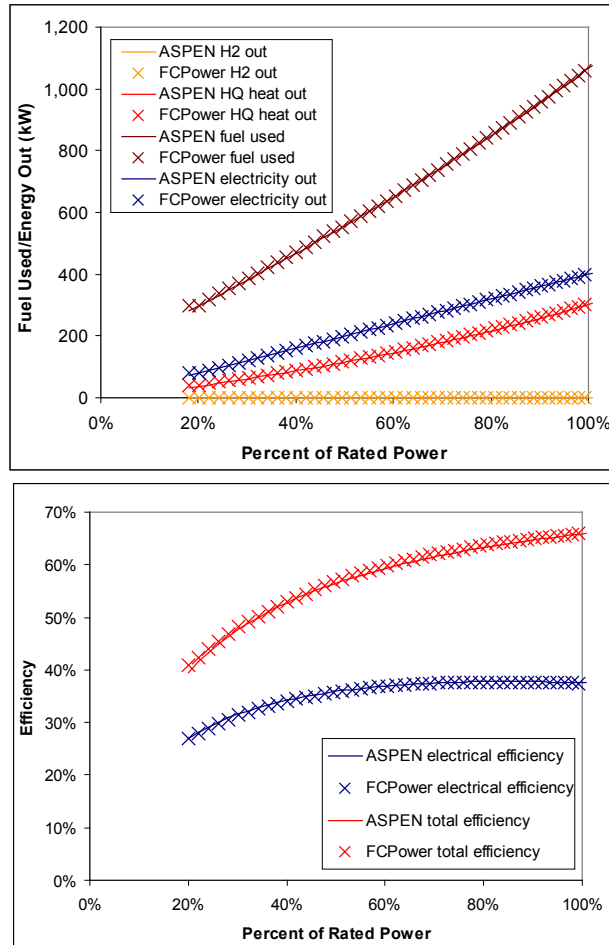 1,200
1,000
800
600
400
200
0
Fuel Used/Energy Out (kW)
ASPEN H2 out
FCPower H2 out
ASPEN HQ heat out
FCPower HQ heat out
ASPEN fuel used
FCPower fuel used
ASPEN electricity out
FCPower electricity out
0% 20% 40% 60% 80% 100%
Percent of Rated Power
70%
60%
50%
40%
30%
20%
10%
0%
Efficiency
ASPEN electrical efficiency
FCPower electrical efficiency
ASPEN total efficiency
FCPower total efficiency
0% 20% 40% 60% 80% 100%
Percent of Rated Power